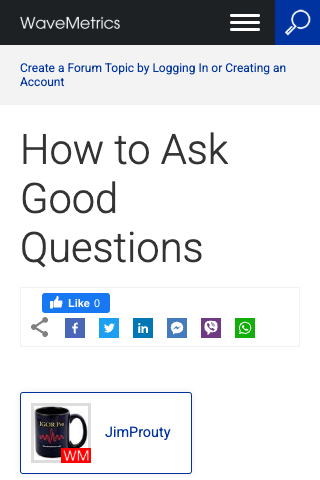 WaveMetrics
Create a Forum Topic by Logging In or Creating an
Account
How to Ask
Good
Questions
Like 0
IGOR Pro
WM
JimProuty